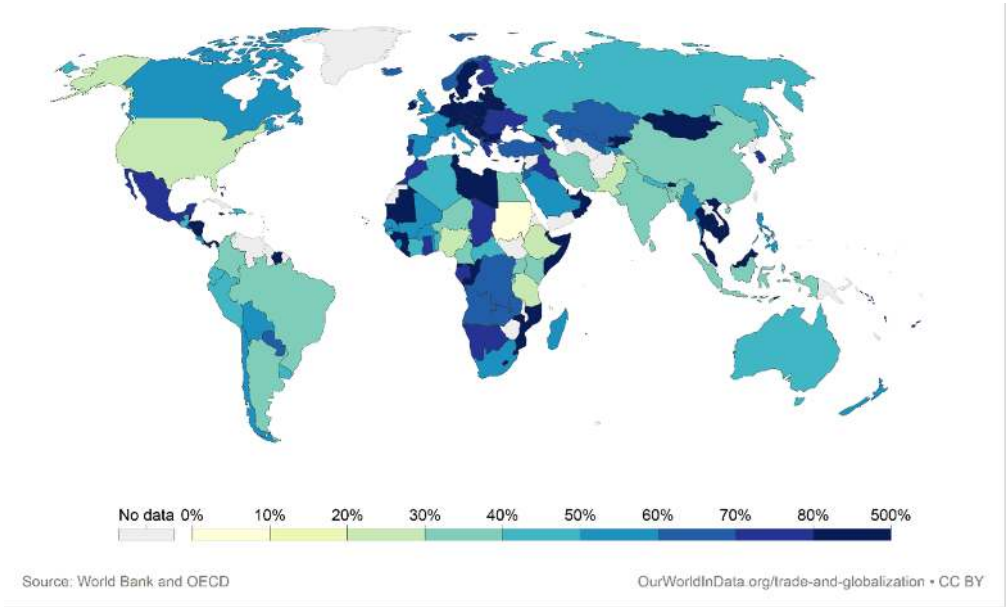 No data 0% 10% 20% 30% 40% 50% 60% 70% 80% 500%
Source: World Bank and OECD OurWorldInData.org/trade-and-globalization • CC BY